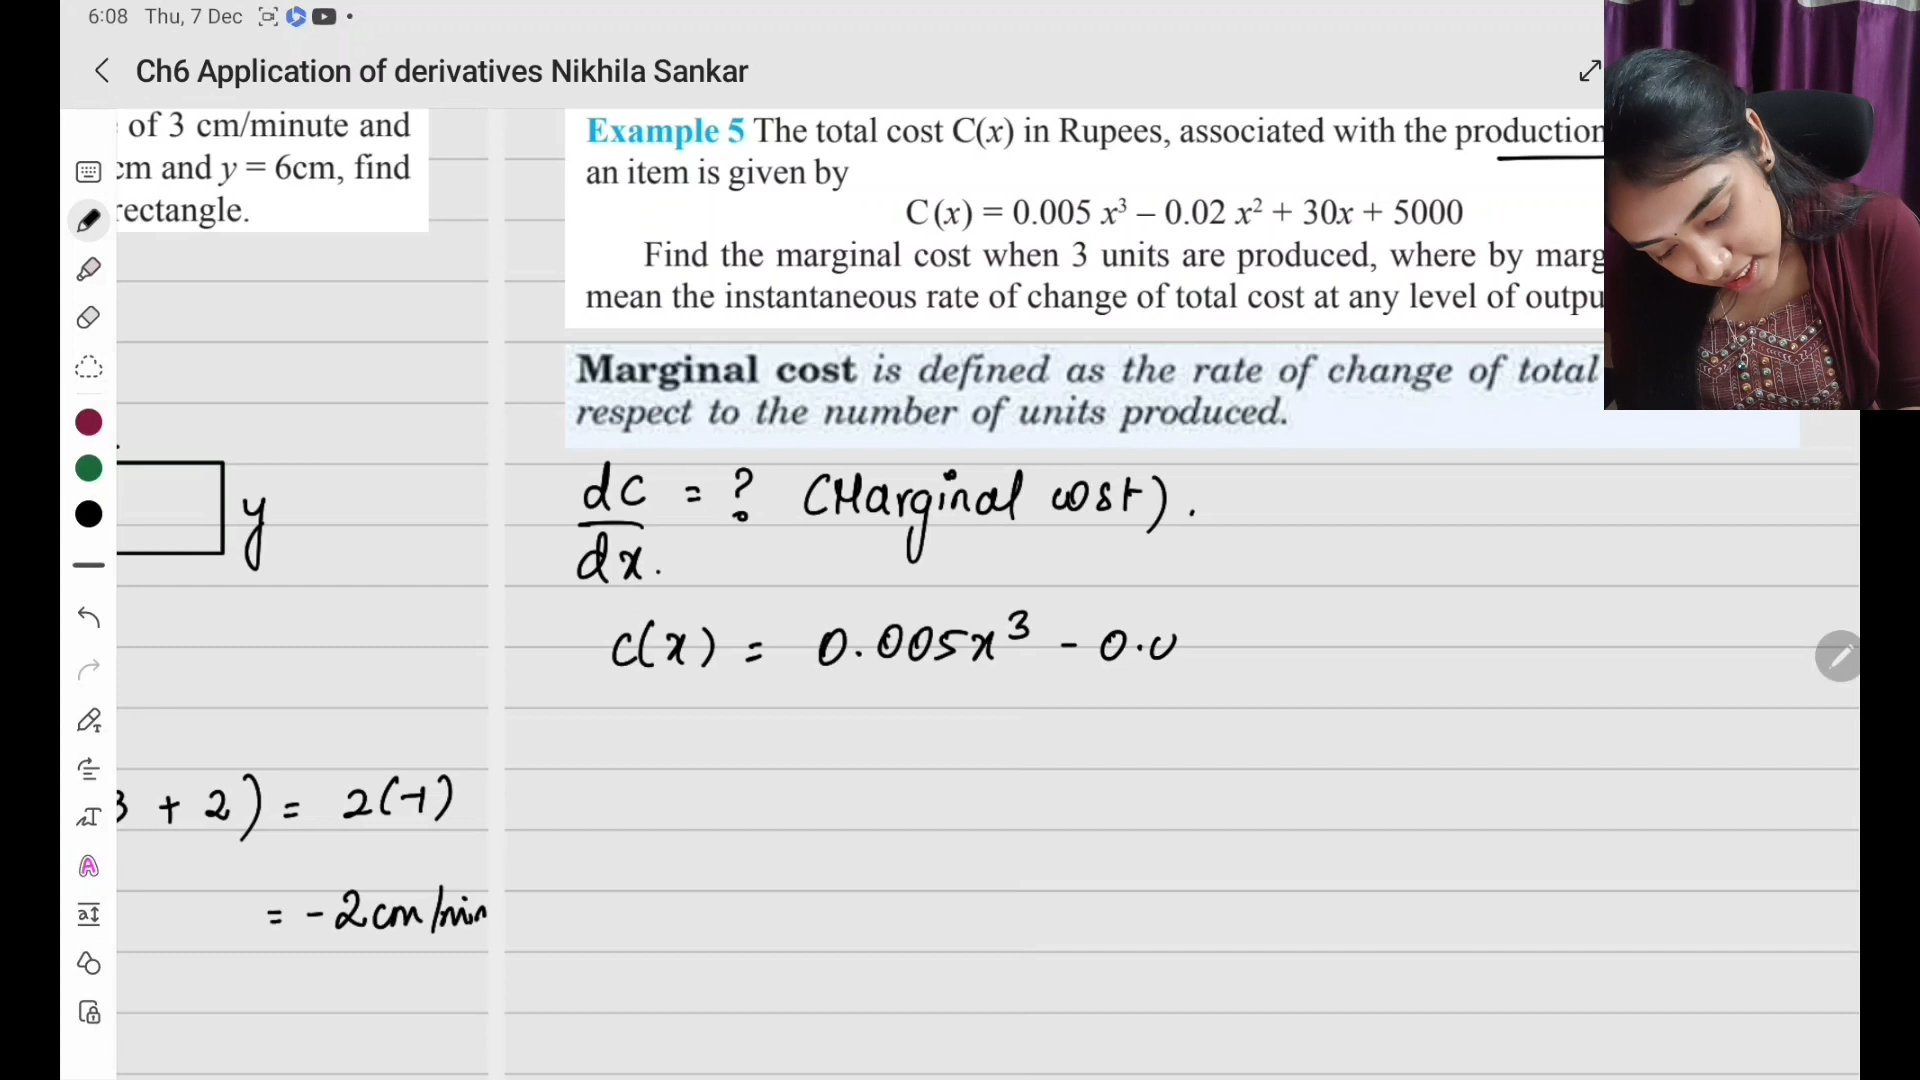 6:08 Thu, 7 Dec
Ch6 Application of derivatives Nikhila Sankar
of 3 cm/minute and
cm and y = 6cm, find
rectangle.
y
3 + 2) = 2(-1)
= -2cm/min
Example 5 The total cost C(x) in Rupees, associated with the production
an item is given by
C(x) = 0.005 x³ – 0.02 x² + 30x + 5000
Find the marginal cost when 3 units are produced, where by marg
mean the instantaneous rate of change of total cost at any level of outpu
Marginal cost is defined as the rate of change of total
respect to the number of units produced.
dc/dx = ? (Marginal cost).
c(x) = 0.005x³ - 0.0